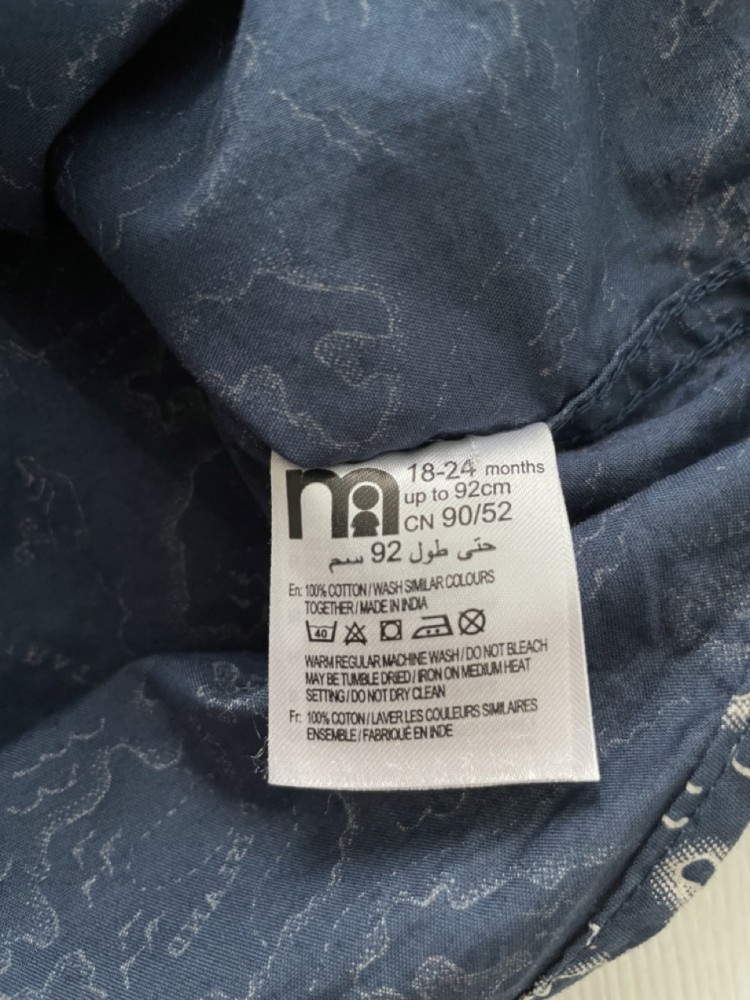 18-24 months
up to 92cm
CN 90/52
حتى طول 92 سم
En: 100% COTTON / WASH SIMILAR COLOURS
TOGETHER / MADE IN INDIA
40
WARM REGULAR MACHINE WASH / DO NOT BLEACH
MAY BE TUMBLE DRIED / IRON ON MEDIUM HEAT
SETTING / DO NOT DRY CLEAN
Fr: 100% COTON / LAVER LES COULEURS SIMILAIRES
ENSEMBLE / FABRIQUÉ EN INDE